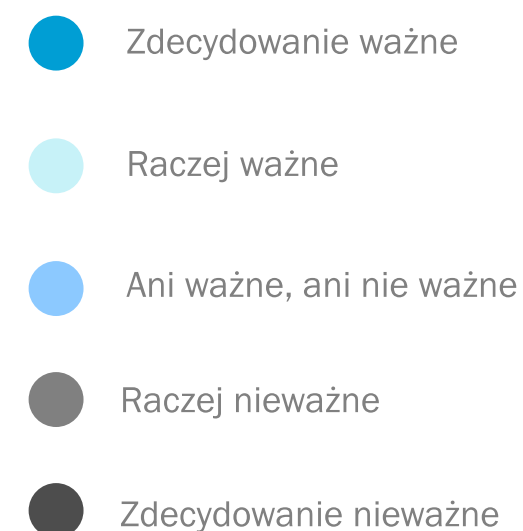 Zdecydowanie ważne
Raczej ważne
Ani ważne, ani nie ważne
Raczej nieważne
Zdecydowanie nieważne